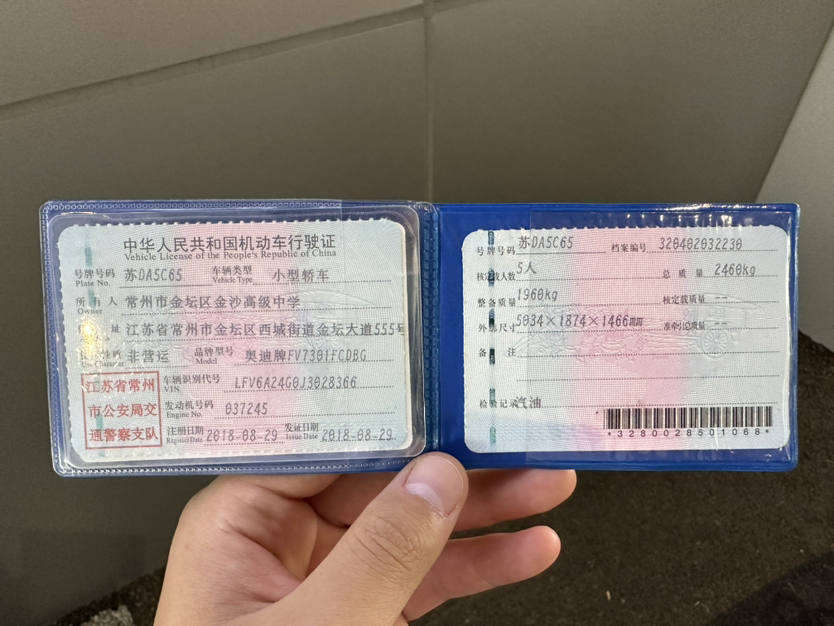 中华人民共和国机动车行驶证
Vehicle License of the People's Republic of China
号牌号码 苏DA5C65 车辆类型 小型轿车
Plate No. Vehicle Type
所有人 常州市金坛区金沙高级中学
Owner
址 江苏省常州市金坛区西城街道金坛大道555号
非营运 品牌型号 奥迪牌FV7301FCDBG
Use Character Model
江苏省常州
市公安局交
通警察支队
车辆识别代号 LFV6A24G0J3028366
VIN
发动机号码 037245
Engine No.
注册日期 2018-08-29 发证日期 2018-08-29
Register Date Issue Date
号牌号码 苏DA5C65 档案编号 320402032230
核定载人数 5人 总质量 2460kg
整备质量 1960kg 核定载质量 --
外廓尺寸 5034×1874×1466mm 准牵引总质量 --
备注
检验记录 汽油
*3280028501068*